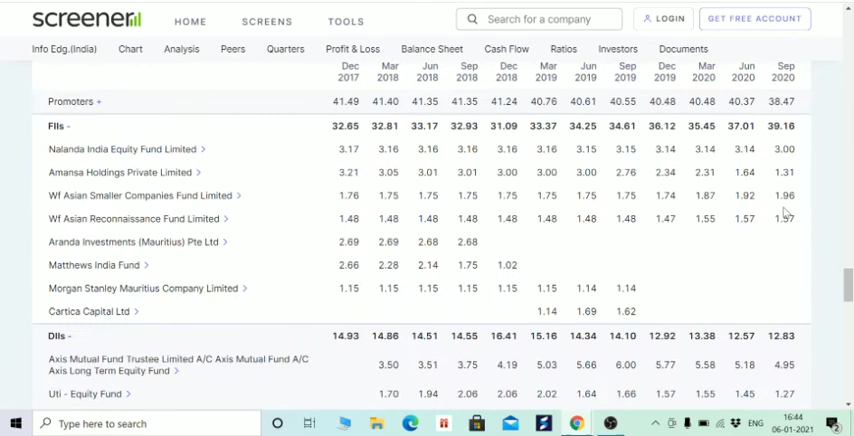 screener HOME SCREENS TOOLS Search for a company LOGIN GET FREE ACCOUNT
Info Edg.(India) Chart Analysis Peers Quarters Profit & Loss Balance Sheet Cash Flow Ratios Investors Documents
Dec 2017 Mar 2018 Jun 2018 Sep 2018 Dec 2018 Mar 2019 Jun 2019 Sep 2019 Dec 2019 Mar 2020 Jun 2020 Sep 2020
Promoters + 41.49 41.40 41.35 41.35 41.24 40.76 40.61 40.55 40.48 40.48 40.37 38.47
FIIs - 32.65 32.81 33.17 32.93 31.09 33.37 34.25 34.61 36.12 35.45 37.01 39.16
Nalanda India Equity Fund Limited > 3.17 3.16 3.16 3.16 3.16 3.16 3.15 3.15 3.14 3.14 3.14 3.00
Amansa Holdings Private Limited > 3.21 3.05 3.01 3.01 3.00 3.00 3.00 2.76 2.34 2.31 1.64 1.31
Wf Asian Smaller Companies Fund Limited > 1.76 1.75 1.75 1.75 1.75 1.75 1.75 1.75 1.74 1.87 1.92 1.96
Wf Asian Reconnaissance Fund Limited > 1.48 1.48 1.48 1.48 1.48 1.48 1.48 1.48 1.47 1.55 1.57 1.57
Aranda Investments (Mauritius) Pte Ltd > 2.69 2.69 2.68 2.68
Matthews India Fund > 2.66 2.28 2.14 1.75 1.02
Morgan Stanley Mauritius Company Limited > 1.15 1.15 1.15 1.15 1.15 1.15 1.14 1.14
Cartica Capital Ltd > 1.14 1.69 1.62
DIIs - 14.93 14.86 14.51 14.55 16.41 15.16 14.34 14.10 12.92 13.38 12.57 12.83
Axis Mutual Fund Trustee Limited A/C Axis Mutual Fund A/C
Axis Long Term Equity Fund > 3.50 3.51 3.75 4.19 5.03 5.66 6.00 5.77 5.58 5.18 4.95
Uti - Equity Fund > 1.70 1.94 2.06 2.06 2.02 1.64 1.66 1.57 1.55 1.45 1.27
Type here to search ENG 16:44
06-01-2021 2